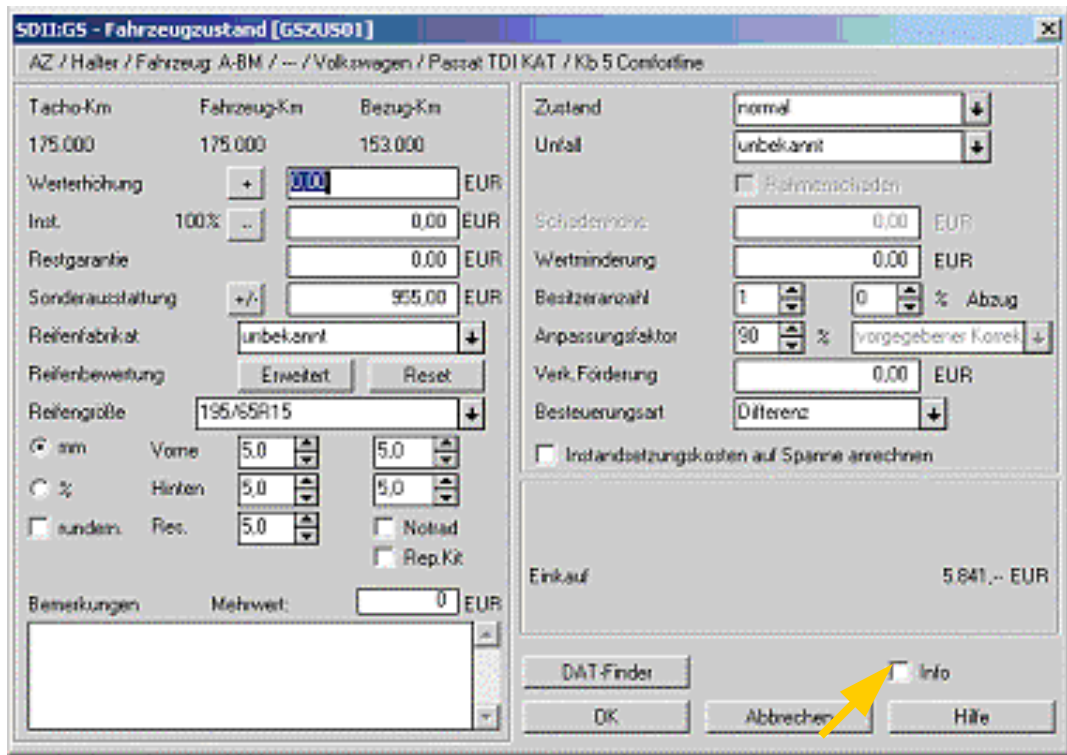 SDII:GS - Fahrzeugzustand [GSZUS01]
AZ / Halter / Fahrzeug: A-BM / -- / Volkswagen / Passat TDI KAT / Kb 5 Comfortline
Tacho-Km Fahrzeug-Km Bezug-Km
175.000 175.000 153.000
Werterhöhung + 0,00 EUR
Inst. 100% .. 0,00 EUR
Restgarantie 0,00 EUR
Sonderausstattung +/- 955,00 EUR
Reifenfabrikat unbekannt
Reifenbewertung Erweitert Reset
Reifengröße 195/65R15
mm Vorne 5,0 5,0
% Hinten 5,0 5,0
rundern. Res. 5,0 Notrad
Rep.Kit
Bemerkungen Mehrwert: 0 EUR
Zustand normal
Unfall unbekannt
Rahmenschaden
Schadenhöhe 0,00 EUR
Wertminderung 0,00 EUR
Besitzeranzahl 1 0 % Abzug
Anpassungsfaktor 90 % vorgegebener Korrek
Verk.Förderung 0,00 EUR
Besteuerungsart Differenz
Instandsetzungskosten auf Spanne anrechnen
Einkauf 5.841,-- EUR
DAT-Finder Info
OK Abbrechen Hilfe